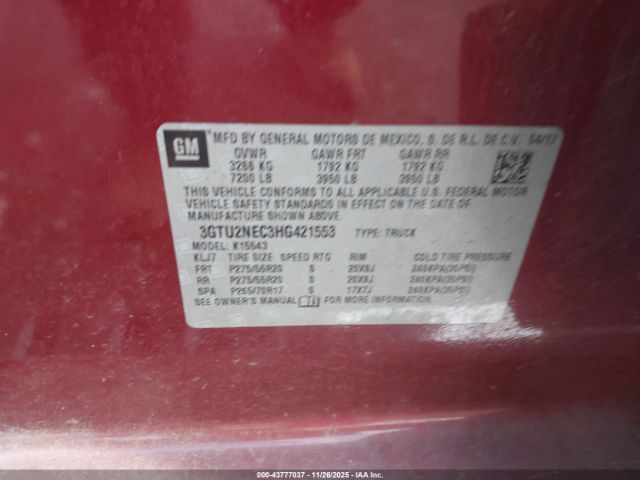 GM MFD BY GENERAL MOTORS DE MEXICO, S. DE R.L. DE C.V. 04/17
GVWR GAWR FRT GAWR RR
3266 KG 1792 KG 1792 KG
7200 LB 3950 LB 3950 LB
THIS VEHICLE CONFORMS TO ALL APPLICABLE U.S. FEDERAL MOTOR
VEHICLE SAFETY STANDARDS IN EFFECT ON THE DATE OF
MANUFACTURE SHOWN ABOVE.
3GTU2NEC3HG421553 TYPE: TRUCK
MODEL: K15543
KLJ7 TIRE SIZE SPEED RTG RIM COLD TIRE PRESSURE
FRT P275/55R20 S 20X9J 240KPA(35PSI)
RR P275/55R20 S 20X9J 240KPA(35PSI)
SPA P265/70R17 S 17X7J 240KPA(35PSI)
SEE OWNER'S MANUAL FOR MORE INFORMATION
00-43777037 | 11/26/2025 | IAAHDCA